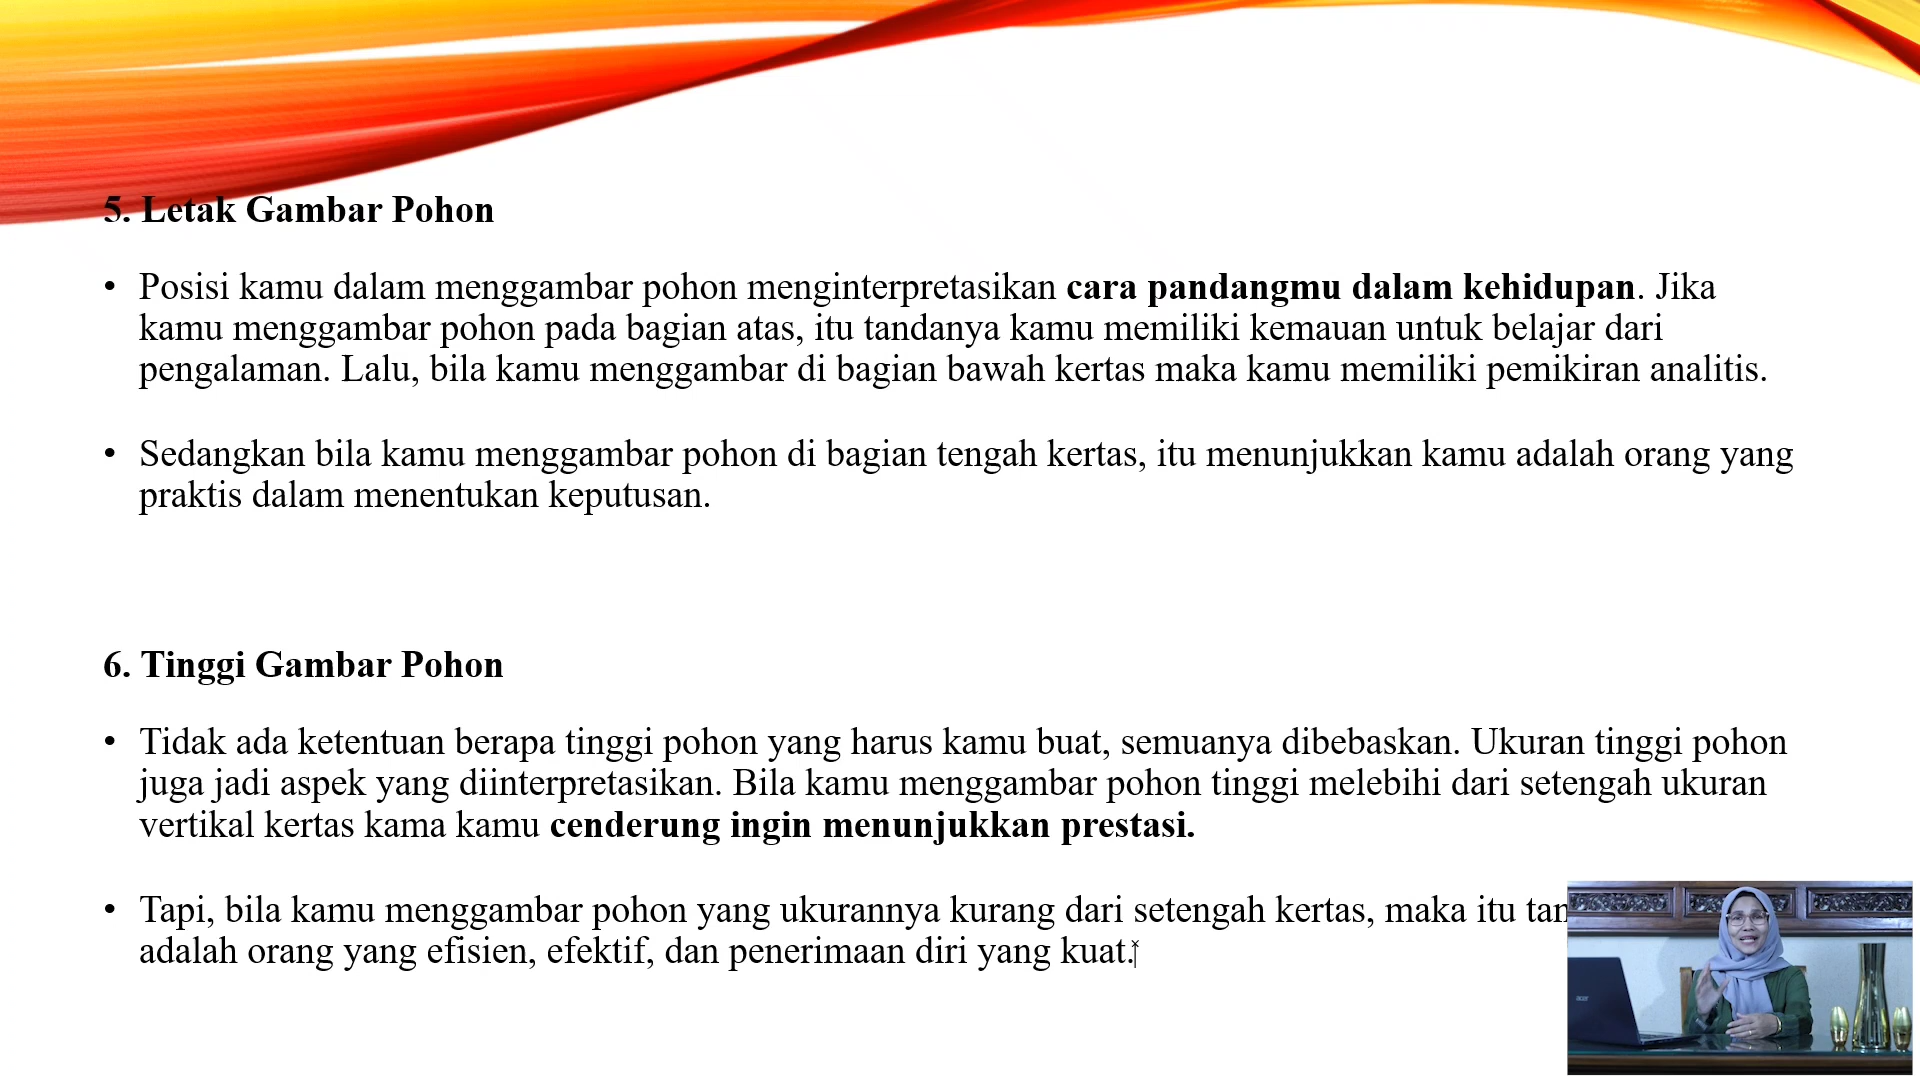 5. Letak Gambar Pohon
• Posisi kamu dalam menggambar pohon menginterpretasikan cara pandangmu dalam kehidupan. Jika
kamu menggambar pohon pada bagian atas, itu tandanya kamu memiliki kemauan untuk belajar dari
pengalaman. Lalu, bila kamu menggambar di bagian bawah kertas maka kamu memiliki pemikiran analitis.
• Sedangkan bila kamu menggambar pohon di bagian tengah kertas, itu menunjukkan kamu adalah orang yang
praktis dalam menentukan keputusan.
6. Tinggi Gambar Pohon
• Tidak ada ketentuan berapa tinggi pohon yang harus kamu buat, semuanya dibebaskan. Ukuran tinggi pohon
juga jadi aspek yang diinterpretasikan. Bila kamu menggambar pohon tinggi melebihi dari setengah ukuran
vertikal kertas kama kamu cenderung ingin menunjukkan prestasi.
• Tapi, bila kamu menggambar pohon yang ukurannya kurang dari setengah kertas, maka itu
adalah orang yang efisien, efektif, dan penerimaan diri yang kuat.
acer